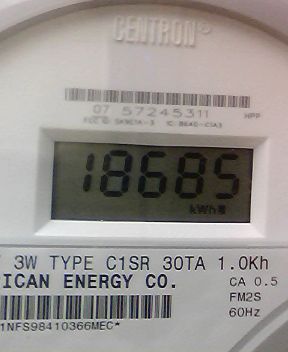 CENTRON®
07 57245311 HPP
18685
kWh
3W TYPE C1SR 30TA 1.0Kh
ICAN ENERGY CO. CA 0.5
FM2S
60Hz
1NFS98410366MEC*